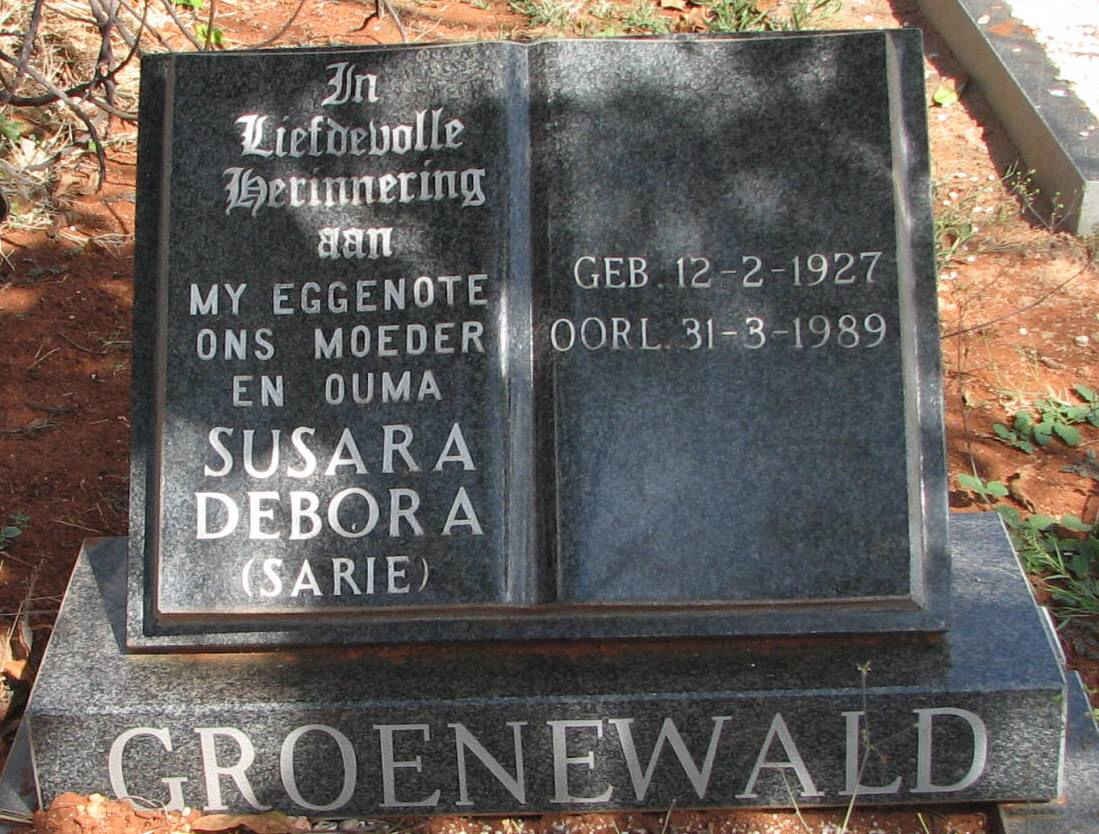 In
Liefdevolle
Herinnering
aan
MY EGGENOTE
ONS MOEDER
EN OUMA
SUSARA
DEBORA
(SARIE)
GEB. 12-2-1927
OORL. 31-3-1989
GROENEWALD